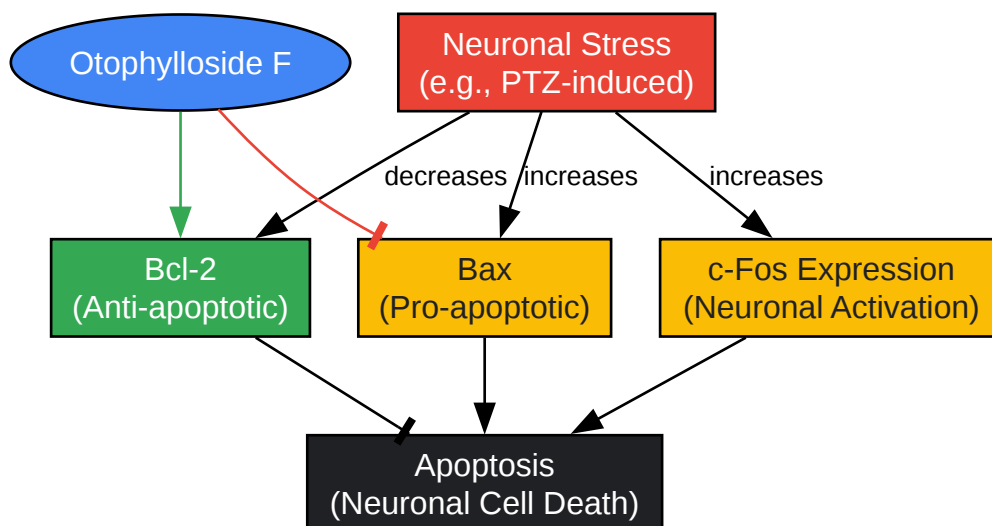 Otophylloside F
Neuronal Stress
(e.g., PTZ-induced)
decreases
increases
increases
Bcl-2
(Anti-apoptotic)
Bax
(Pro-apoptotic)
c-Fos Expression
(Neuronal Activation)
Apoptosis
(Neuronal Cell Death)